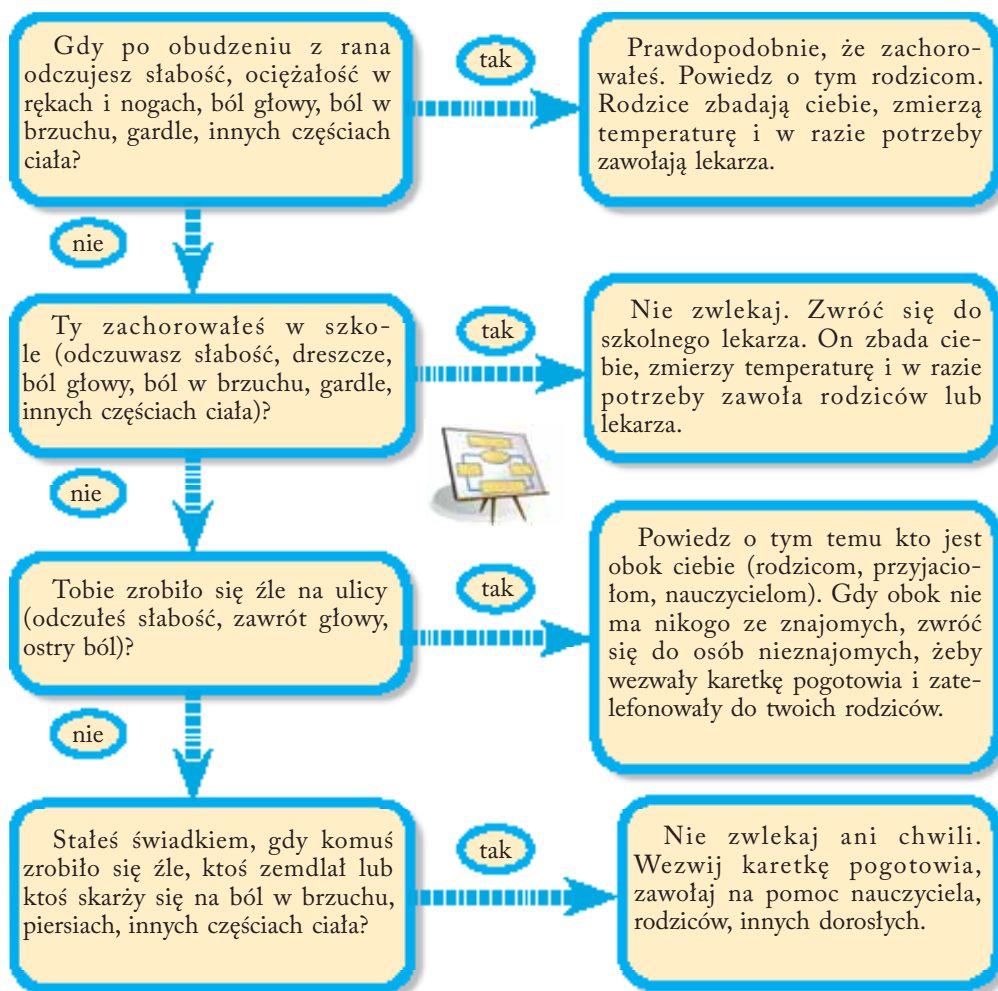 Gdy po obudzeniu z rana
odczujesz słabość, ociężałość w
rękach i nogach, ból głowy, ból w
brzuchu, gardle, innych częściach
ciała?
tak
Prawdopodobnie, że zachoro-
wałeś. Powiedz o tym rodzicom.
Rodzice zbadają ciebie, zmierzą
temperaturę i w razie potrzeby
zawołają lekarza.
nie
Ty zachorowałeś w szko-
le (odczuwasz słabość, dreszcze,
ból głowy, ból w brzuchu, gardle,
innych częściach ciała)?
tak
Nie zwlekaj. Zwróć się do
szkolnego lekarza. On zbada cie-
bie, zmierzy temperaturę i w razie
potrzeby zawoła rodziców lub
lekarza.
nie
Tobie zrobiło się źle na ulicy
(odczułeś słabość, zawrót głowy,
ostry ból)?
tak
Powiedz o tym temu kto jest
obok ciebie (rodzicom, przyjacio-
łom, nauczycielom). Gdy obok nie
ma nikogo ze znajomych, zwróć
się do osób nieznajomych, żeby
wezwały karetkę pogotowia i zate-
lefonowały do twoich rodziców.
nie
Stałeś świadkiem, gdy komuś
zrobiło się źle, ktoś zemdlał lub
ktoś skarży się na ból w brzuchu,
piersiach, innych częściach ciała?
tak
Nie zwlekaj ani chwili.
Wezwij karetkę pogotowia,
zawołaj na pomoc nauczyciela,
rodziców, innych dorosłych.